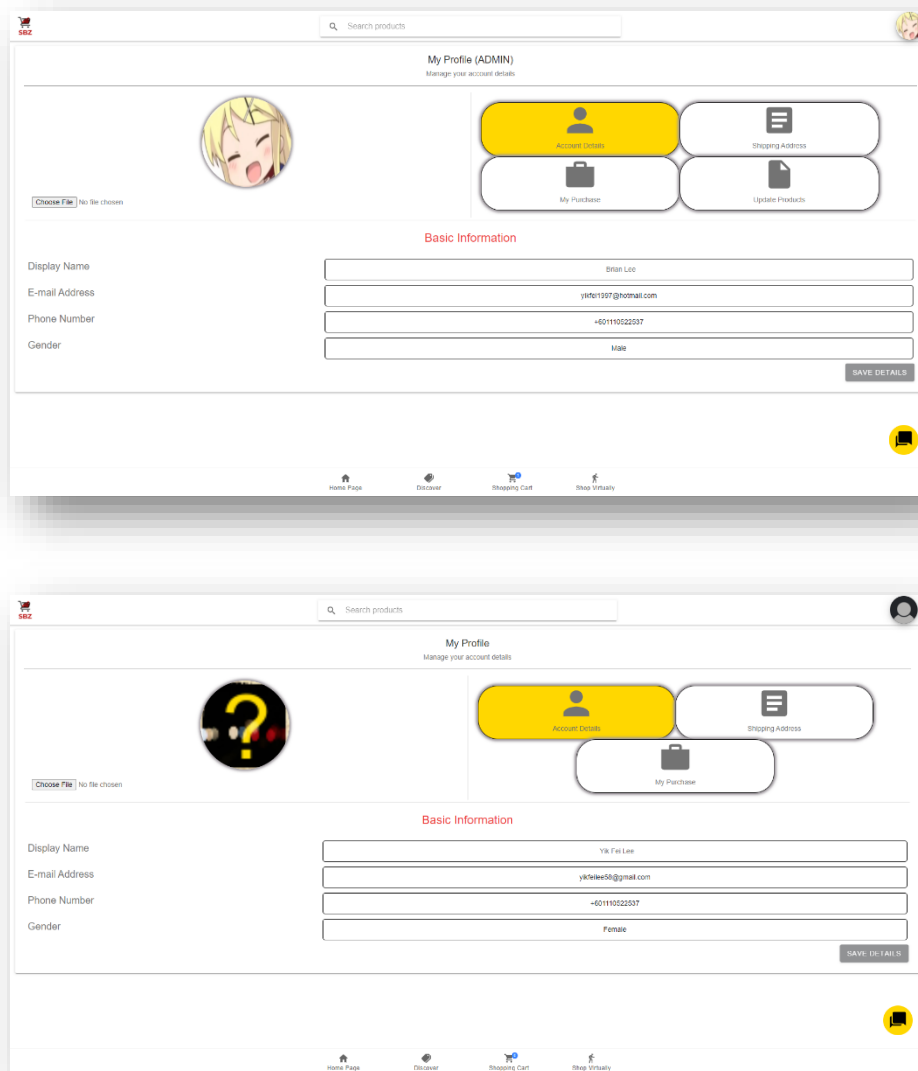 SBZ
Search products
My Profile (ADMIN)
Manage your account details
Account Details
Shipping Address
My Purchase
Update Products
Choose File No file chosen
Basic Information
Display Name
Brian Lee
E-mail Address
yikfei1997@hotmail.com
Phone Number
+601110522537
Gender
Male
SAVE DETAILS
Home Page
Discover
Shopping Cart
Shop Virtually
SBZ
Search products
My Profile
Manage your account details
Account Details
Shipping Address
My Purchase
Choose File No file chosen
Basic Information
Display Name
Yik Fei Lee
E-mail Address
yikfeilee58@gmail.com
Phone Number
+601110522537
Gender
Female
SAVE DETAILS
Home Page
Discover
Shopping Cart
Shop Virtually